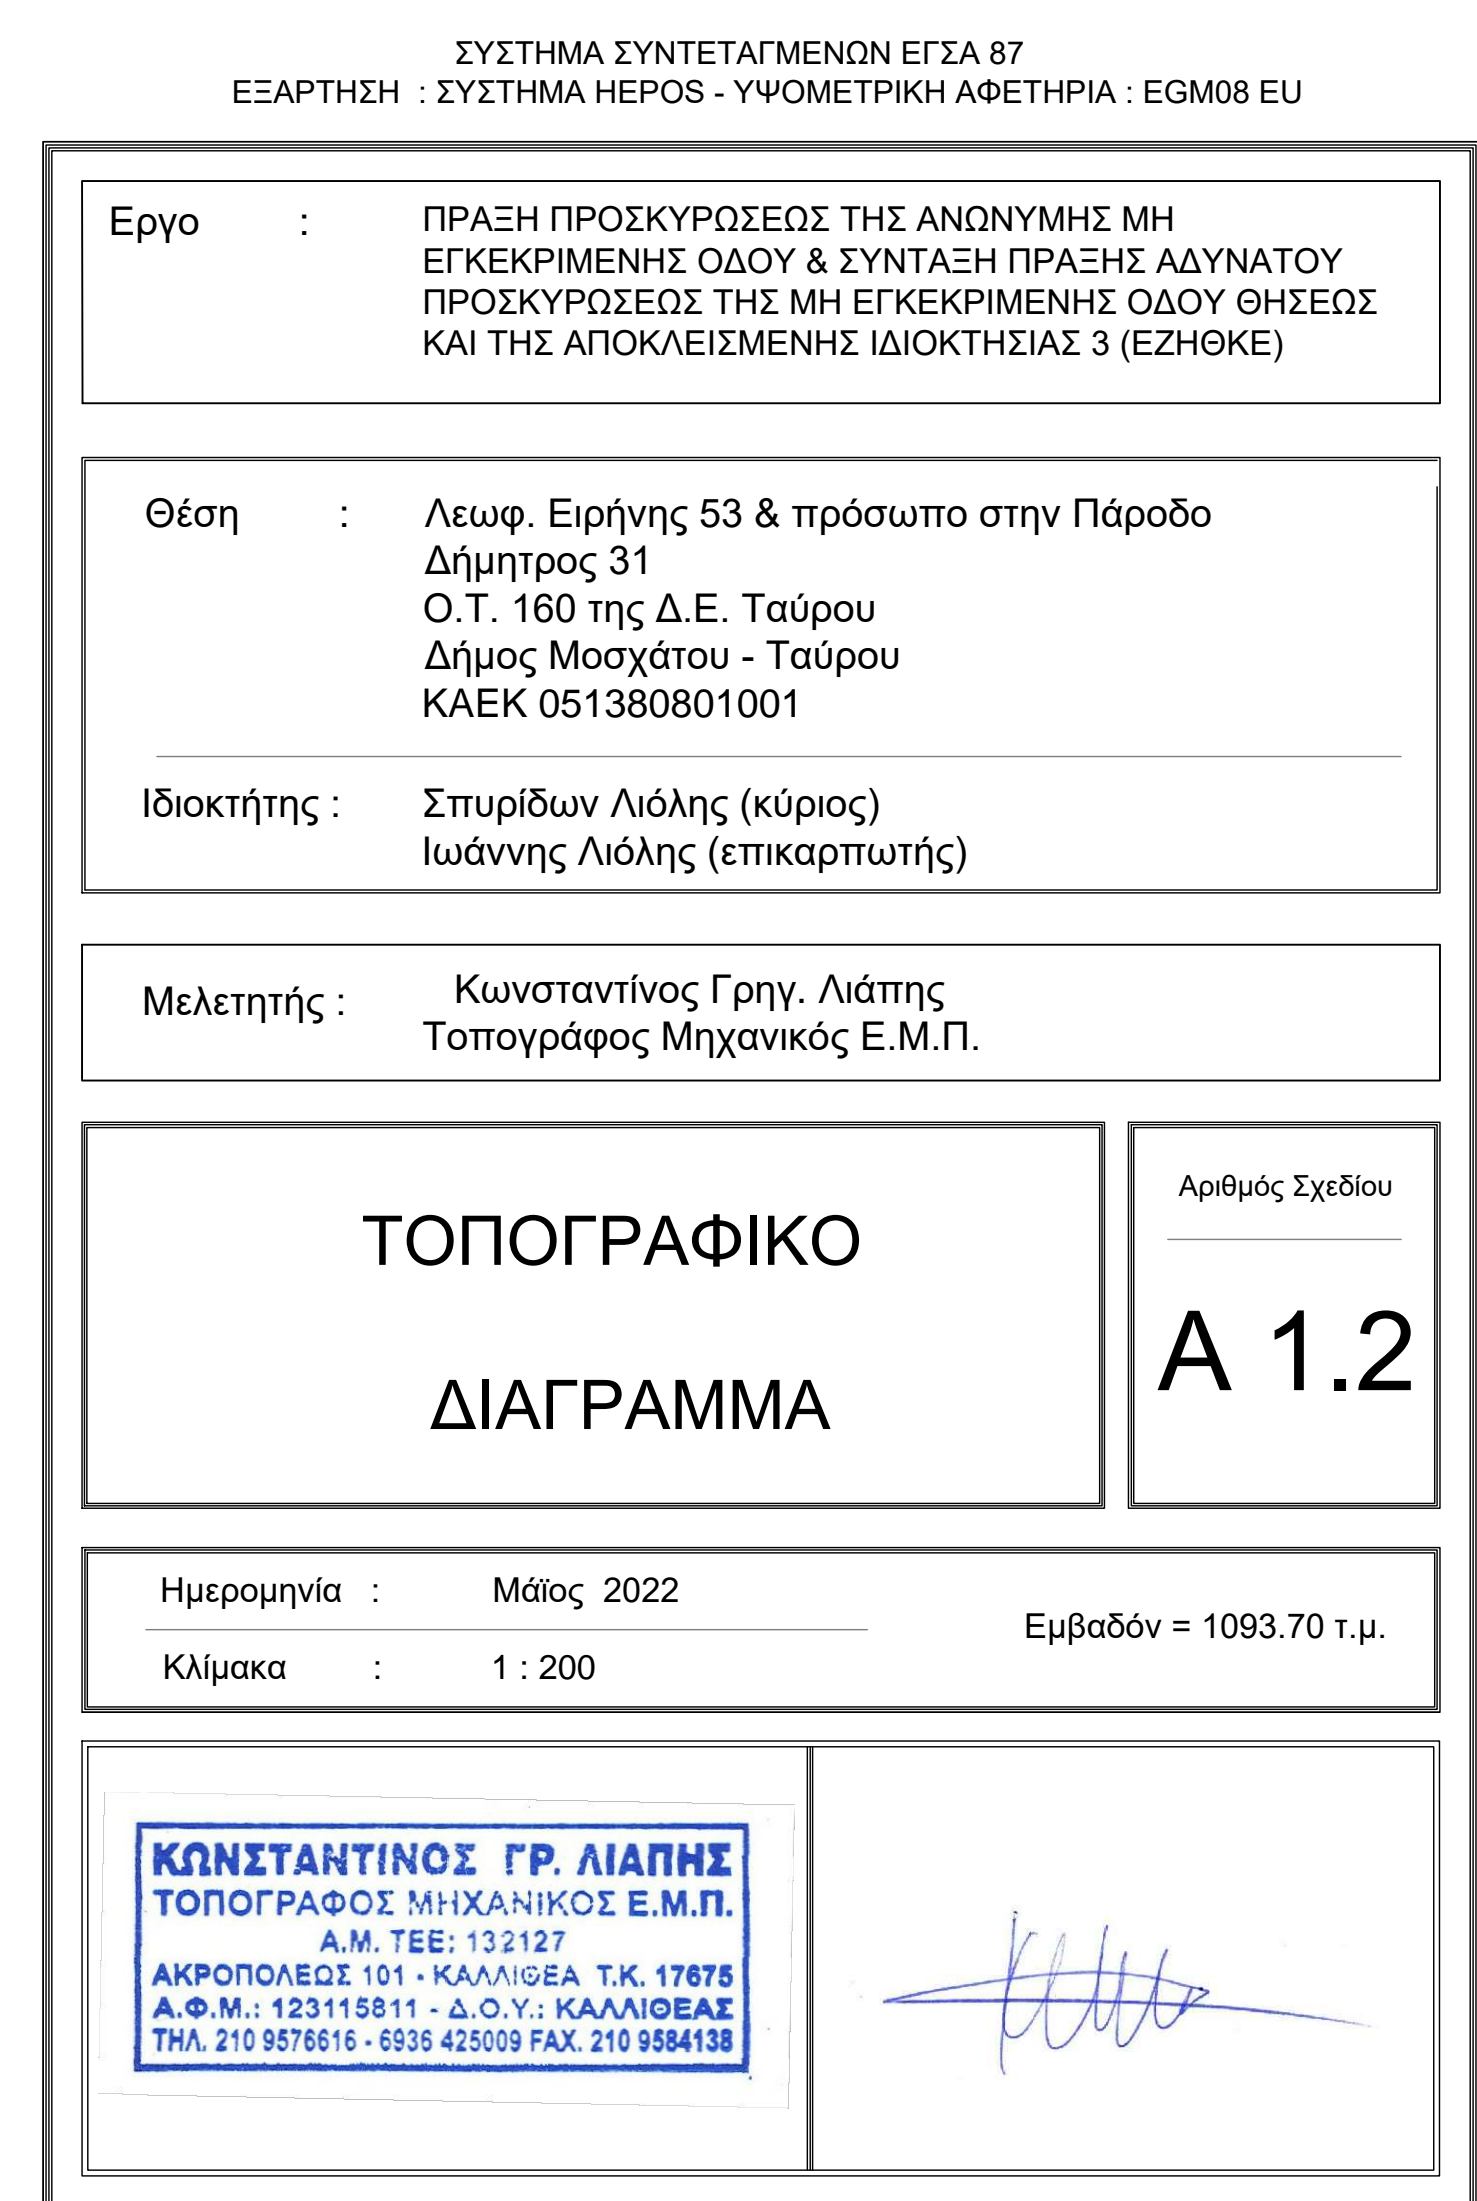 ΣΥΣΤΗΜΑ ΣΥΝΤΕΤΑΓΜΕΝΩΝ ΕΓΣΑ 87
ΕΞΑΡΤΗΣΗ : ΣΥΣΤΗΜΑ HEPOS - ΥΨΟΜΕΤΡΙΚΗ ΑΦΕΤΗΡΙΑ : EGM08 EU
Εργο : ΠΡΑΞΗ ΠΡΟΣΚΥΡΩΣΕΩΣ ΤΗΣ ΑΝΩΝΥΜΗΣ ΜΗ
ΕΓΚΕΚΡΙΜΕΝΗΣ ΟΔΟΥ & ΣΥΝΤΑΞΗ ΠΡΑΞΗΣ ΑΔΥΝΑΤΟΥ
ΠΡΟΣΚΥΡΩΣΕΩΣ ΤΗΣ ΜΗ ΕΓΚΕΚΡΙΜΕΝΗΣ ΟΔΟΥ ΘΗΣΕΩΣ
ΚΑΙ ΤΗΣ ΑΠΟΚΛΕΙΣΜΕΝΗΣ ΙΔΙΟΚΤΗΣΙΑΣ 3 (ΕΖΗΘΚΕ)
Θέση : Λεωφ. Ειρήνης 53 & πρόσωπο στην Πάροδο
Δήμητρος 31
Ο.Τ. 160 της Δ.Ε. Ταύρου
Δήμος Μοσχάτου - Ταύρου
ΚΑΕΚ 051380801001
Ιδιοκτήτης : Σπυρίδων Λιόλης (κύριος)
Ιωάννης Λιόλης (επικαρπωτής)
Μελετητής : Κωνσταντίνος Γρηγ. Λιάπης
Τοπογράφος Μηχανικός Ε.Μ.Π.
ΤΟΠΟΓΡΑΦΙΚΟ
ΔΙΑΓΡΑΜΜΑ
Αριθμός Σχεδίου
Α 1.2
Ημερομηνία : Μάϊος 2022
Κλίμακα : 1 : 200
Εμβαδόν = 1093.70 τ.μ.
ΚΩΝΣΤΑΝΤΙΝΟΣ ΓΡ. ΛΙΑΠΗΣ
ΤΟΠΟΓΡΑΦΟΣ ΜΗΧΑΝΙΚΟΣ Ε.Μ.Π.
Α.Μ. ΤΕΕ: 132127
ΑΚΡΟΠΟΛΕΩΣ 101 - ΚΑΛΛΙΘΕΑ Τ.Κ. 17675
Α.Φ.Μ.: 123115811 - Δ.Ο.Υ.: ΚΑΛΛΙΘΕΑΣ
ΤΗΛ. 210 9576616 - 6936 425009 FAX. 210 9584138